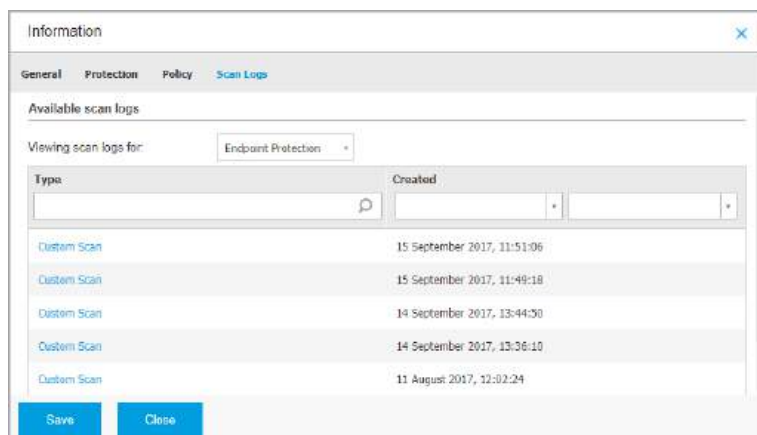 Information
General Protection Policy Scan Logs
Available scan logs
Viewing scan logs for: Endpoint Protection
Type Created
Custom Scan 15 September 2017, 11:51:06
Custom Scan 15 September 2017, 11:49:18
Custom Scan 14 September 2017, 13:44:50
Custom Scan 14 September 2017, 13:36:10
Custom Scan 11 August 2017, 12:02:24
Save Close